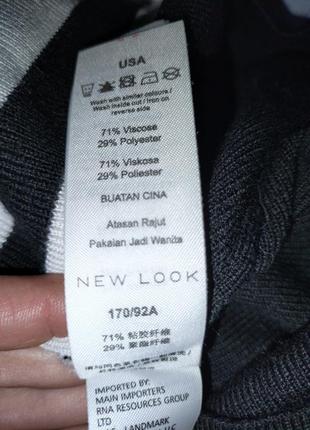 USA
Wash with similar colours /
Wash inside out / Iron on
reverse side
71% Viscose
29% Polyester
71% Viskosa
29% Poliester
BUATAN CINA
Atasan Rajut
Pakaian Jadi Wanita
NEW LOOK
170/92A
71% 粘胶纤维
29% 聚酯纤维
IMPORTED BY:
MAIN IMPORTERS
RNA RESOURCES GROUP
LANDMARK